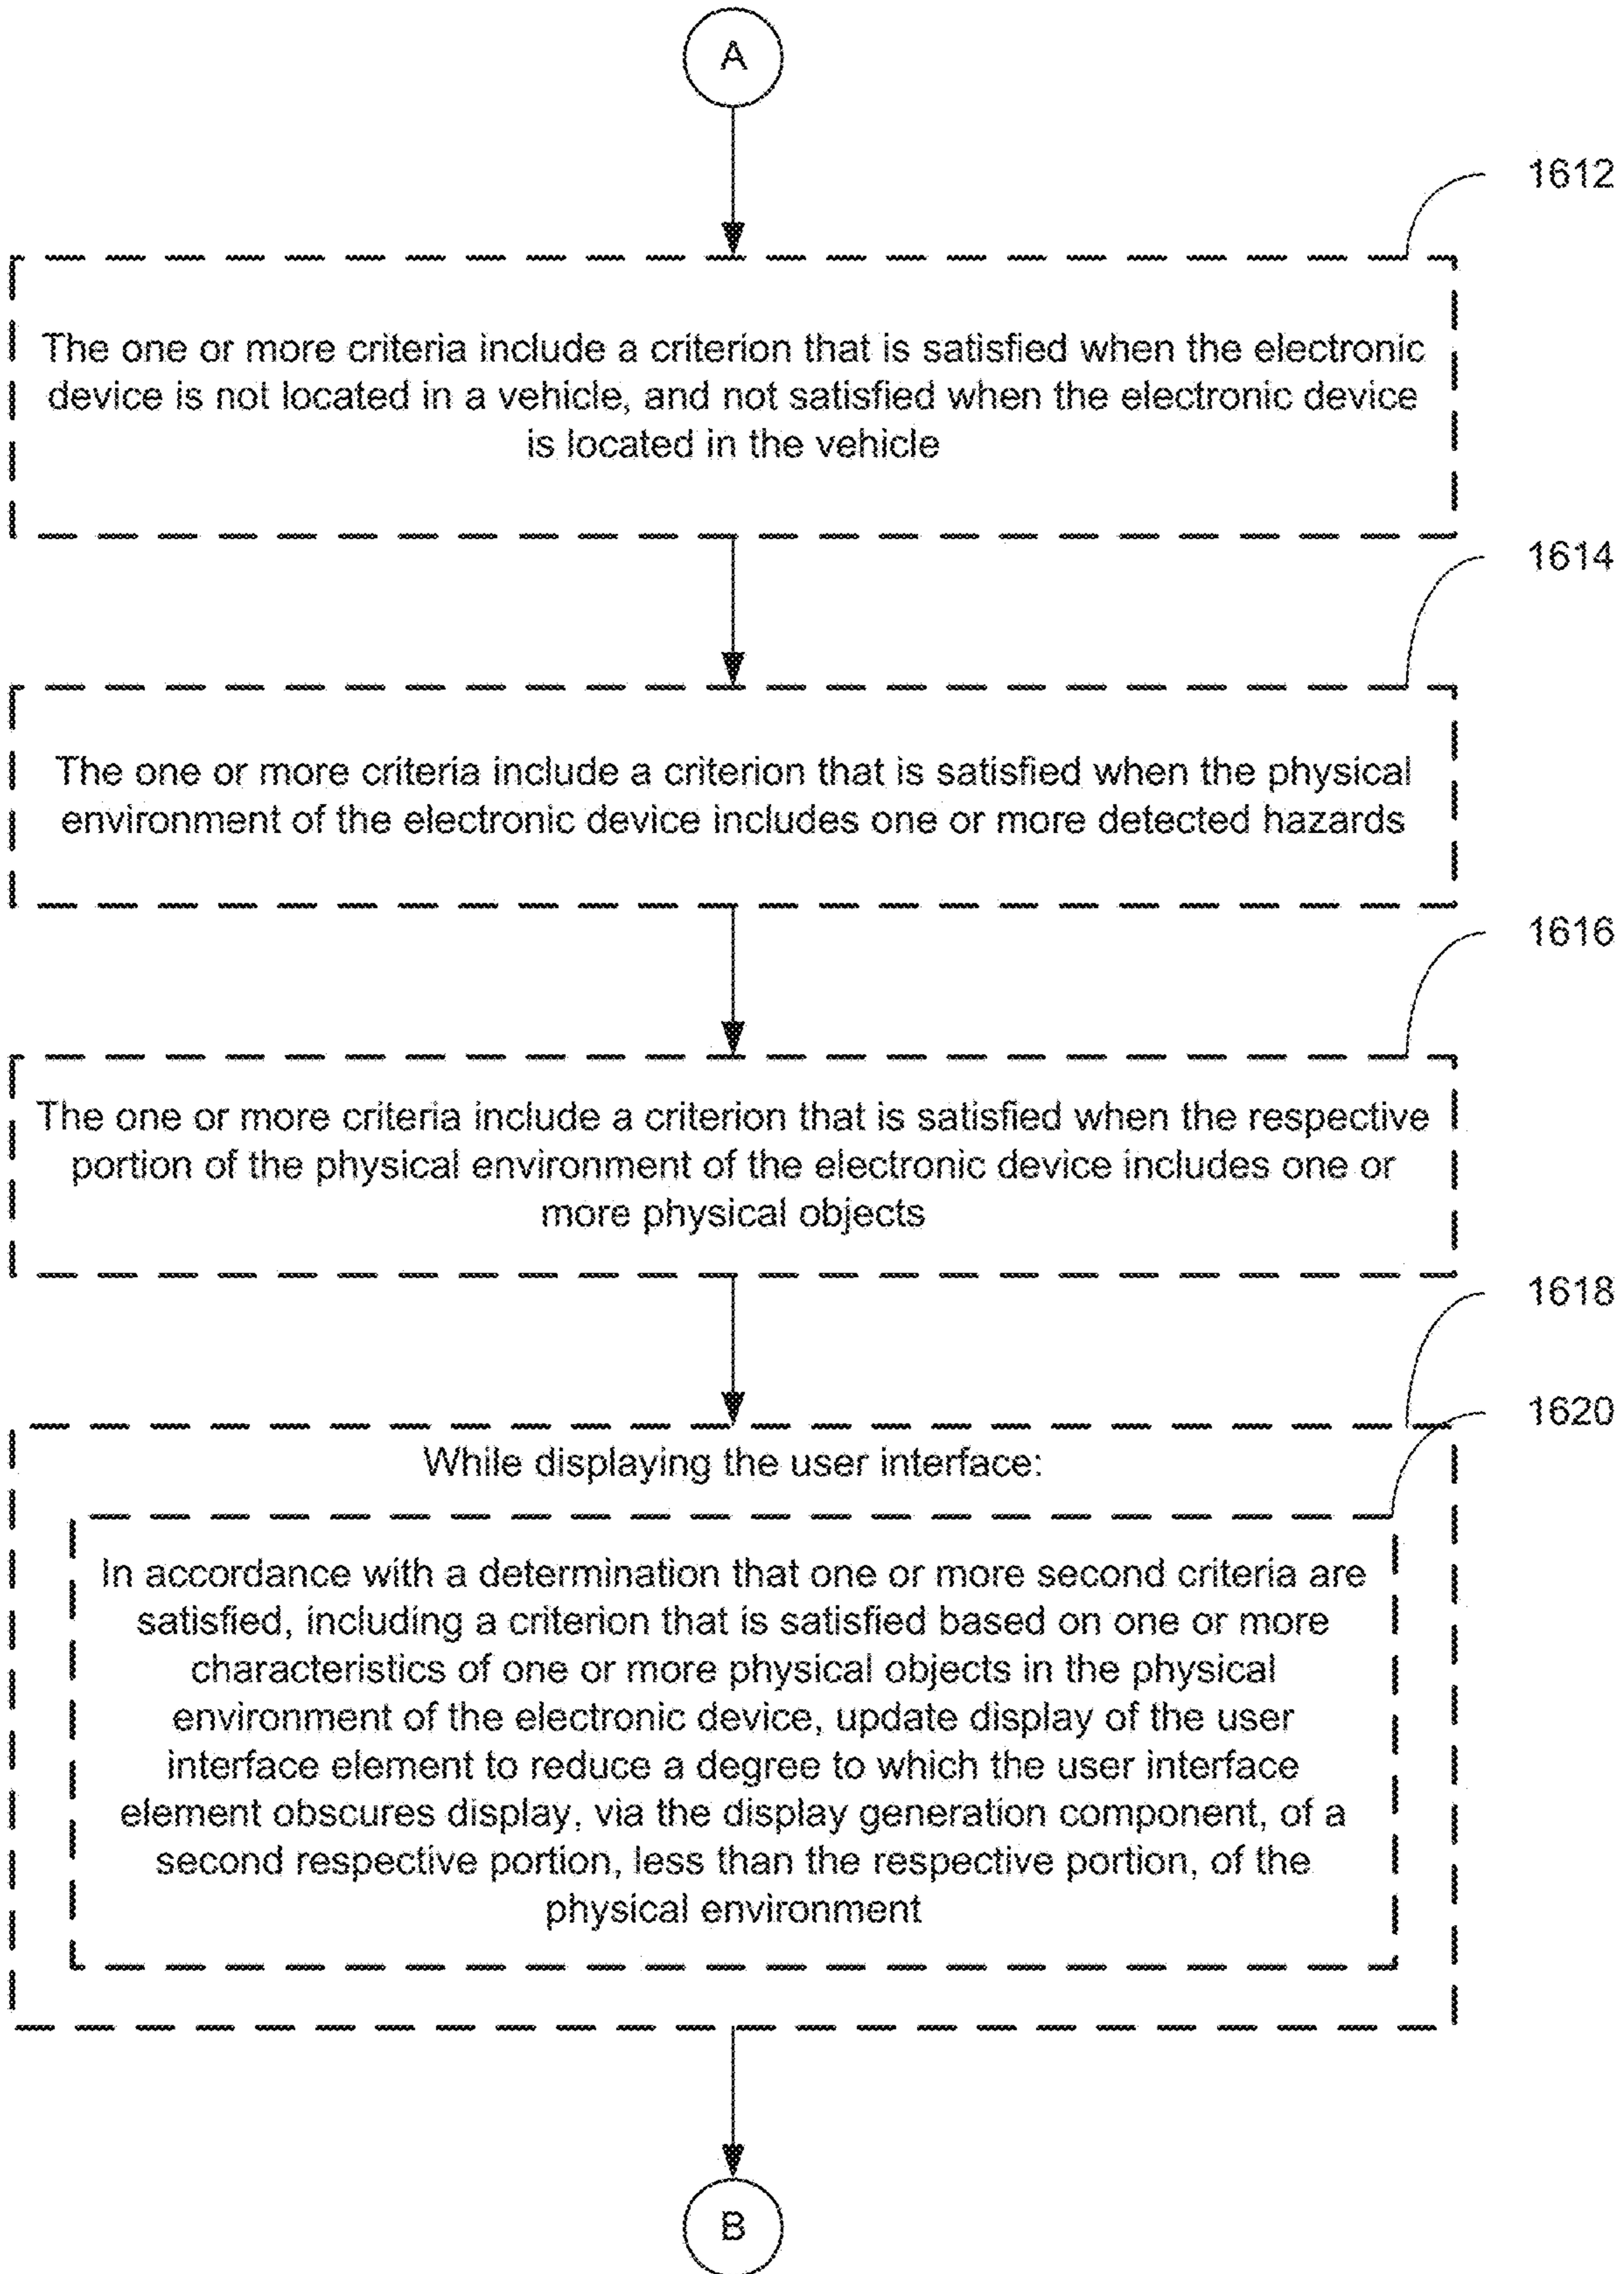 A
1612
The one or more criteria include a criterion that is satisfied when the electronic
device is not located in a vehicle, and not satisfied when the electronic device
is located in the vehicle
1614
The one or more criteria include a criterion that is satisfied when the physical
environment of the electronic device includes one or more detected hazards
1616
The one or more criteria include a criterion that is satisfied when the respective
portion of the physical environment of the electronic device includes one or
more physical objects
1618
1620
While displaying the user interface:
In accordance with a determination that one or more second criteria are
satisfied, including a criterion that is satisfied based on one or more
characteristics of one or more physical objects in the physical
environment of the electronic device, update display of the user
interface element to reduce a degree to which the user interface
element obscures display, via the display generation component, of a
second respective portion, less than the respective portion, of the
physical environment
B